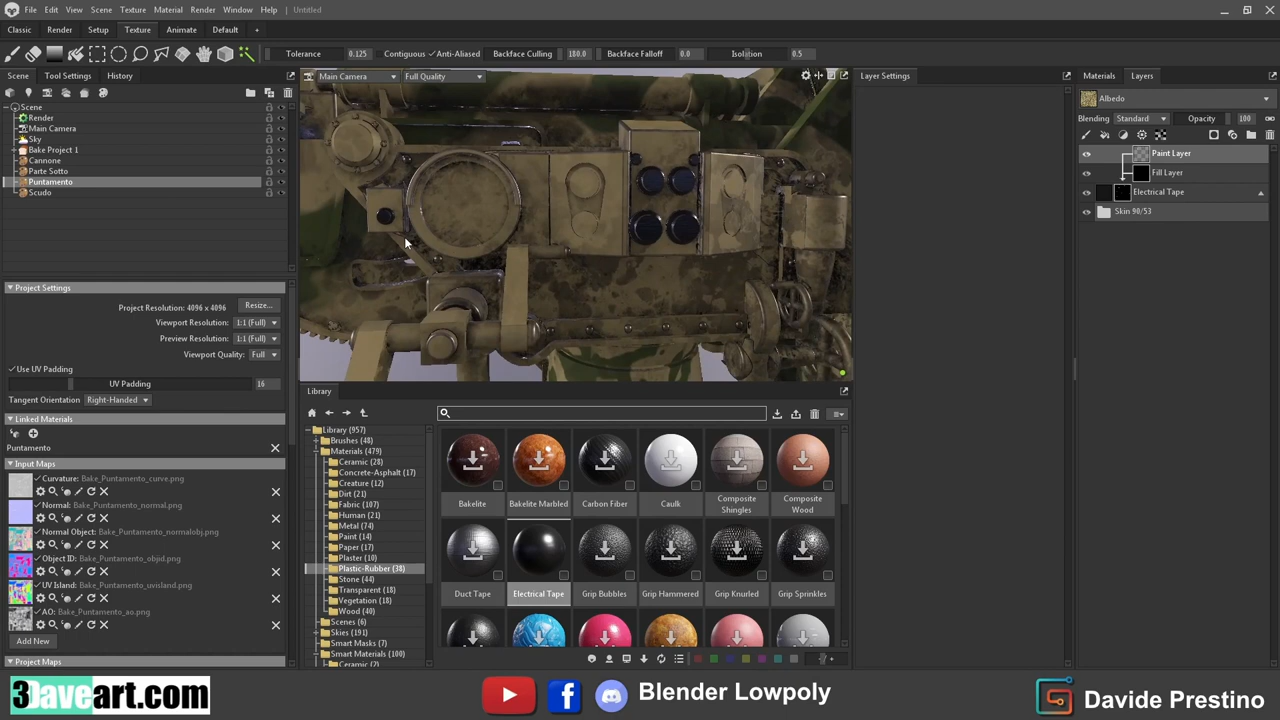 File Edit View Scene Texture Material Render Window Help Untitled
Classic Render Setup Texture Animate Default +
Tolerance 0.125 Contiguous Anti-Aliased Backface Culling 180.0 Backface Falloff 0.0 Isolation 0.5
Scene Tool Settings History
Main Camera Full Quality
Layer Settings
Materials Layers
Scene
Render
Main Camera
Sky
Bake Project 1
Cannone
Parte Sotto
Puntamento
Scudo
Albedo
Blending Standard Opacity 100
Paint Layer
Fill Layer
Electrical Tape
Skin 90/53
Project Settings
Project Resolution: 4096 x 4096 Resize...
Viewport Resolution: 1:1 (Full)
Preview Resolution: 1:1 (Full)
Viewport Quality: Full
Use UV Padding
UV Padding 16
Tangent Orientation Right-Handed
Linked Materials
Puntamento
Input Maps
Curvature: Bake_Puntamento_curve.png
Normal: Bake_Puntamento_normal.png
Normal Object: Bake_Puntamento_normalobj.png
Object ID: Bake_Puntamento_objid.png
UV Island: Bake_Puntamento_uvisland.png
AO: Bake_Puntamento_ao.png
Add New
Project Maps
Library
Library (957)
Brushes (48)
Materials (479)
Ceramic (28)
Concrete-Asphalt (17)
Creature (12)
Dirt (21)
Fabric (107)
Human (21)
Metal (74)
Paint (14)
Paper (17)
Plaster (10)
Plastic-Rubber (38)
Stone (44)
Transparent (18)
Vegetation (18)
Wood (40)
Scenes (6)
Skies (191)
Smart Masks (7)
Smart Materials (100)
Ceramic (2)
Bakelite Bakelite Marbled Carbon Fiber Caulk Composite Shingles Composite Wood
Duct Tape Electrical Tape Grip Bubbles Grip Hammered Grip Knurled Grip Sprinkles
3Daveart.com
Blender Lowpoly
Davide Prestino